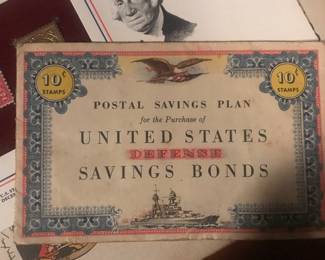 10¢
STAMPS
10¢
STAMPS
POSTAL SAVINGS PLAN
for the Purchase of
UNITED STATES
DEFENSE
SAVINGS BONDS